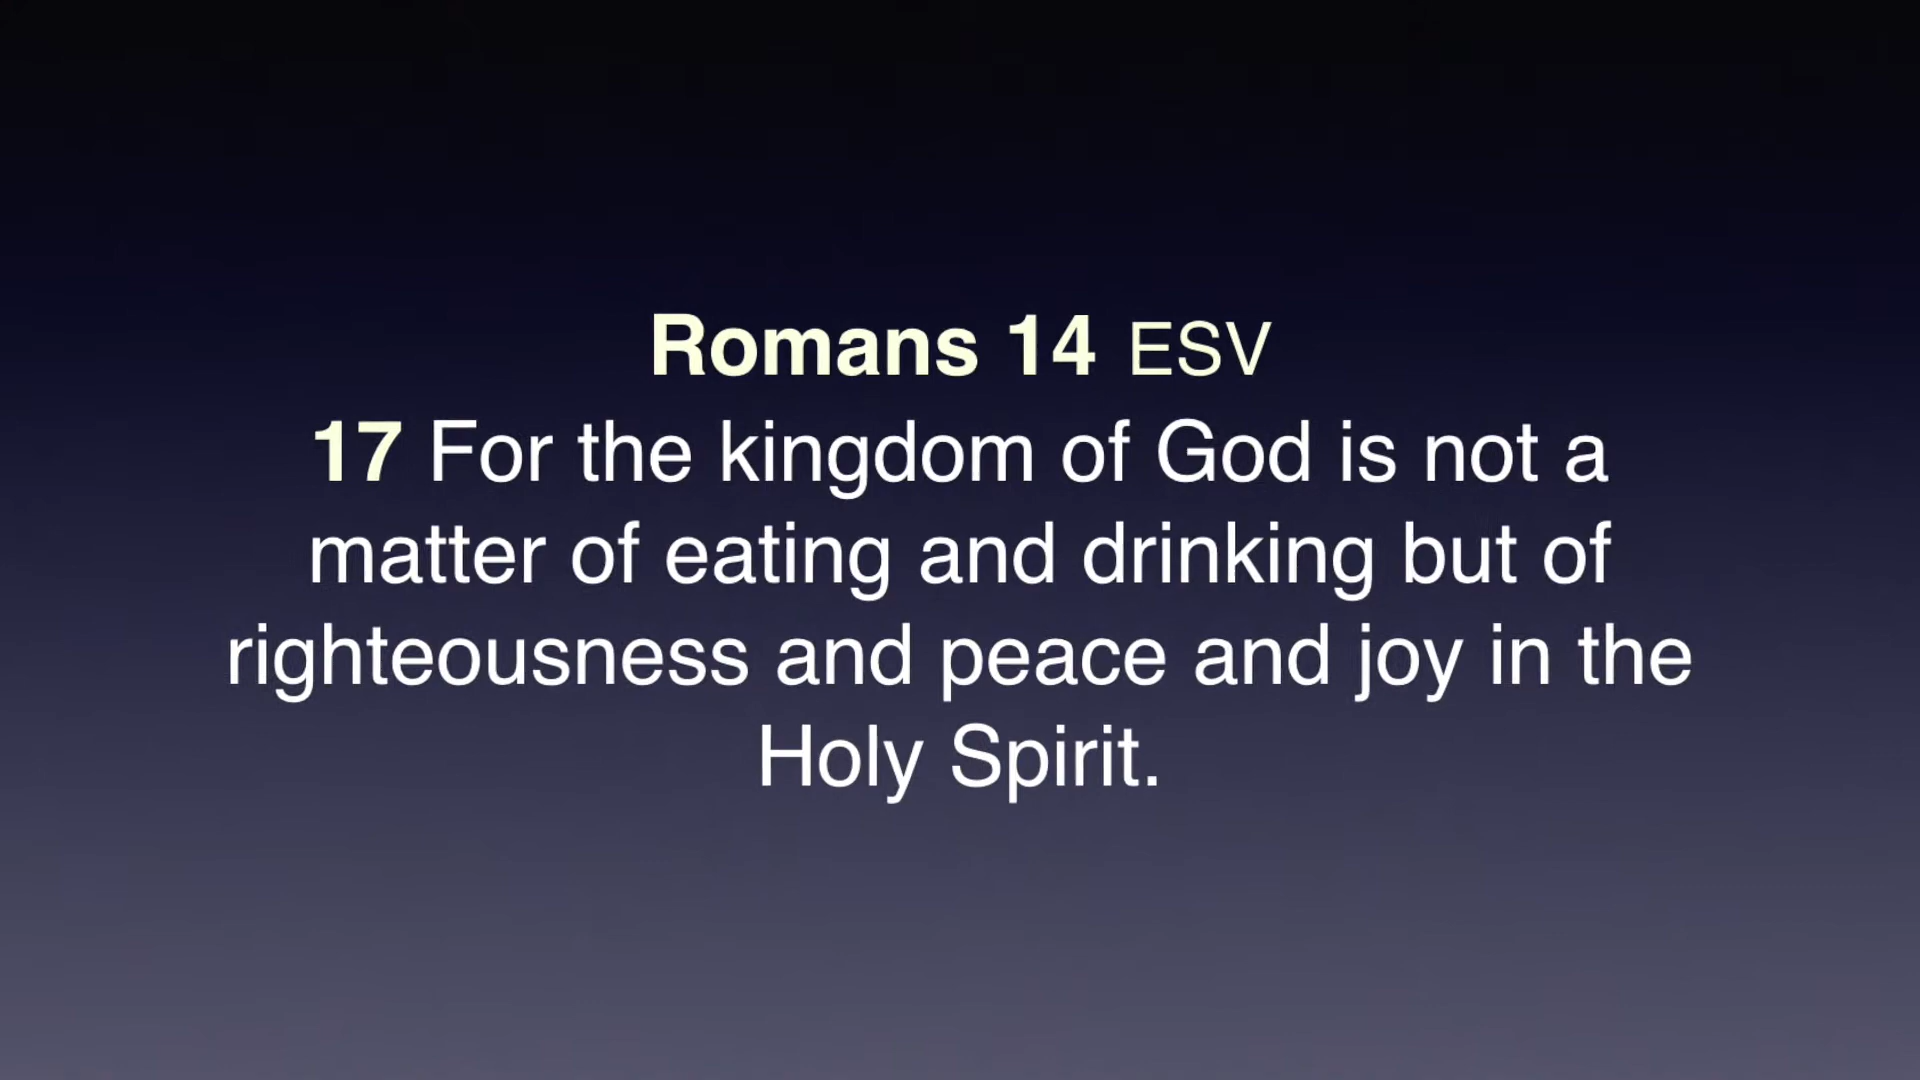 Romans 14 ESV
17 For the kingdom of God is not a
matter of eating and drinking but of
righteousness and peace and joy in the
Holy Spirit.